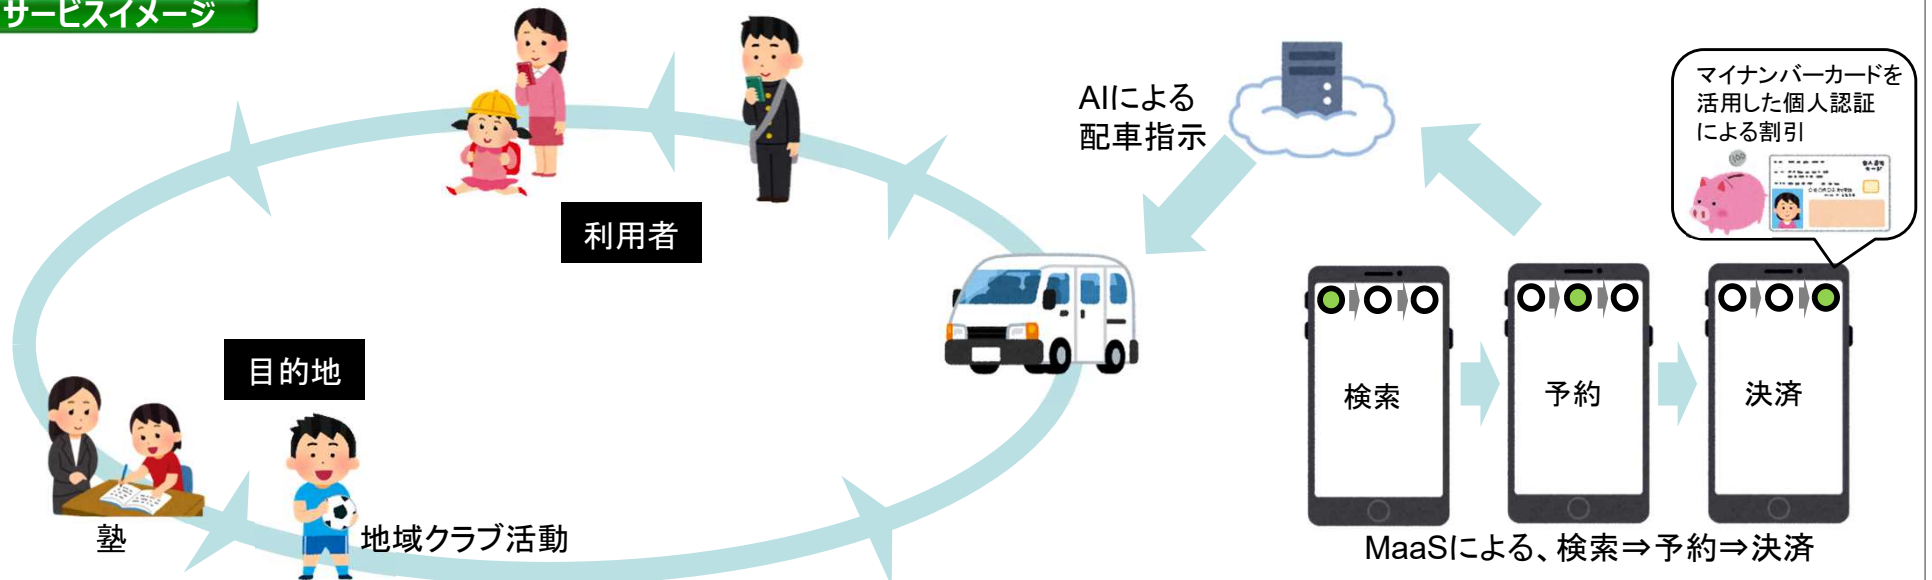 サービスイメージ
AIによる
配車指示
マイナンバーカードを
活用した個人認証
による割引
100
利用者
目的地
検索
予約
決済
塾
地域クラブ活動
MaaSによる、検索⇒予約⇒決済